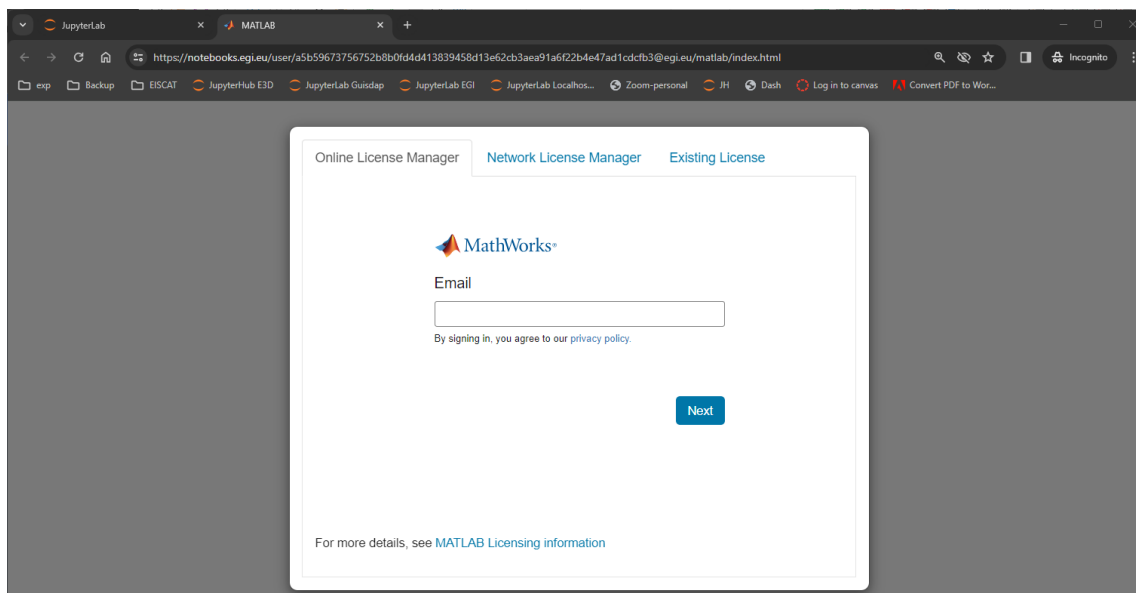 JupyterLab
MATLAB
https://notebooks.egi.eu/user/a5b59673756752b8b0fd4d413839458d13e62cb3aea91a6f22b4e47ad1cdcfb3@egi.eu/matlab/index.html
Incognito
exp
Backup
EISCAT
JupyterHub E3D
JupyterLab Guisdap
JupyterLab EGI
JupyterLab Localhos...
Zoom-personal
JH
Dash
Log in to canvas
Convert PDF to Wor...
Online License Manager
Network License Manager
Existing License
MathWorks®
Email
By signing in, you agree to our privacy policy.
Next
For more details, see MATLAB Licensing information